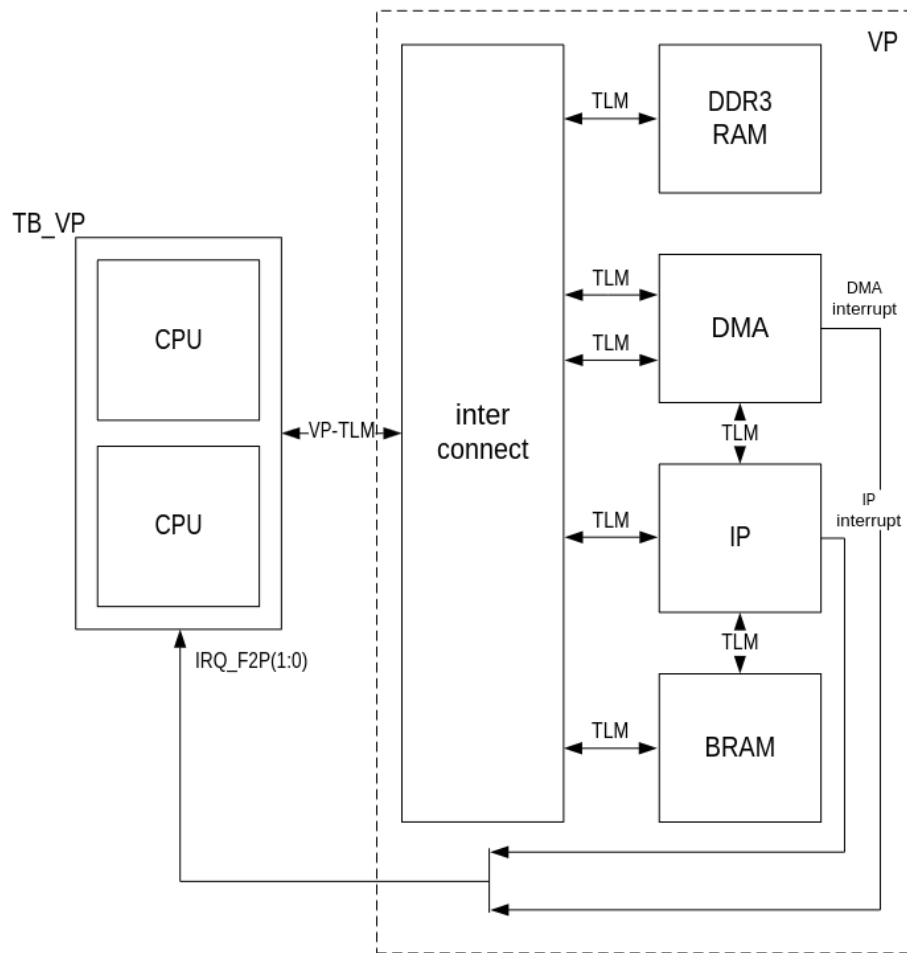 VP
TLM
DDR3
RAM
TB_VP
CPU
CPU
VP-TLM
inter
connect
TLM
TLM
DMA
DMA
interrupt
TLM
TLM
IP
IP
interrupt
TLM
IRQ_F2P(1:0)
TLM
BRAM